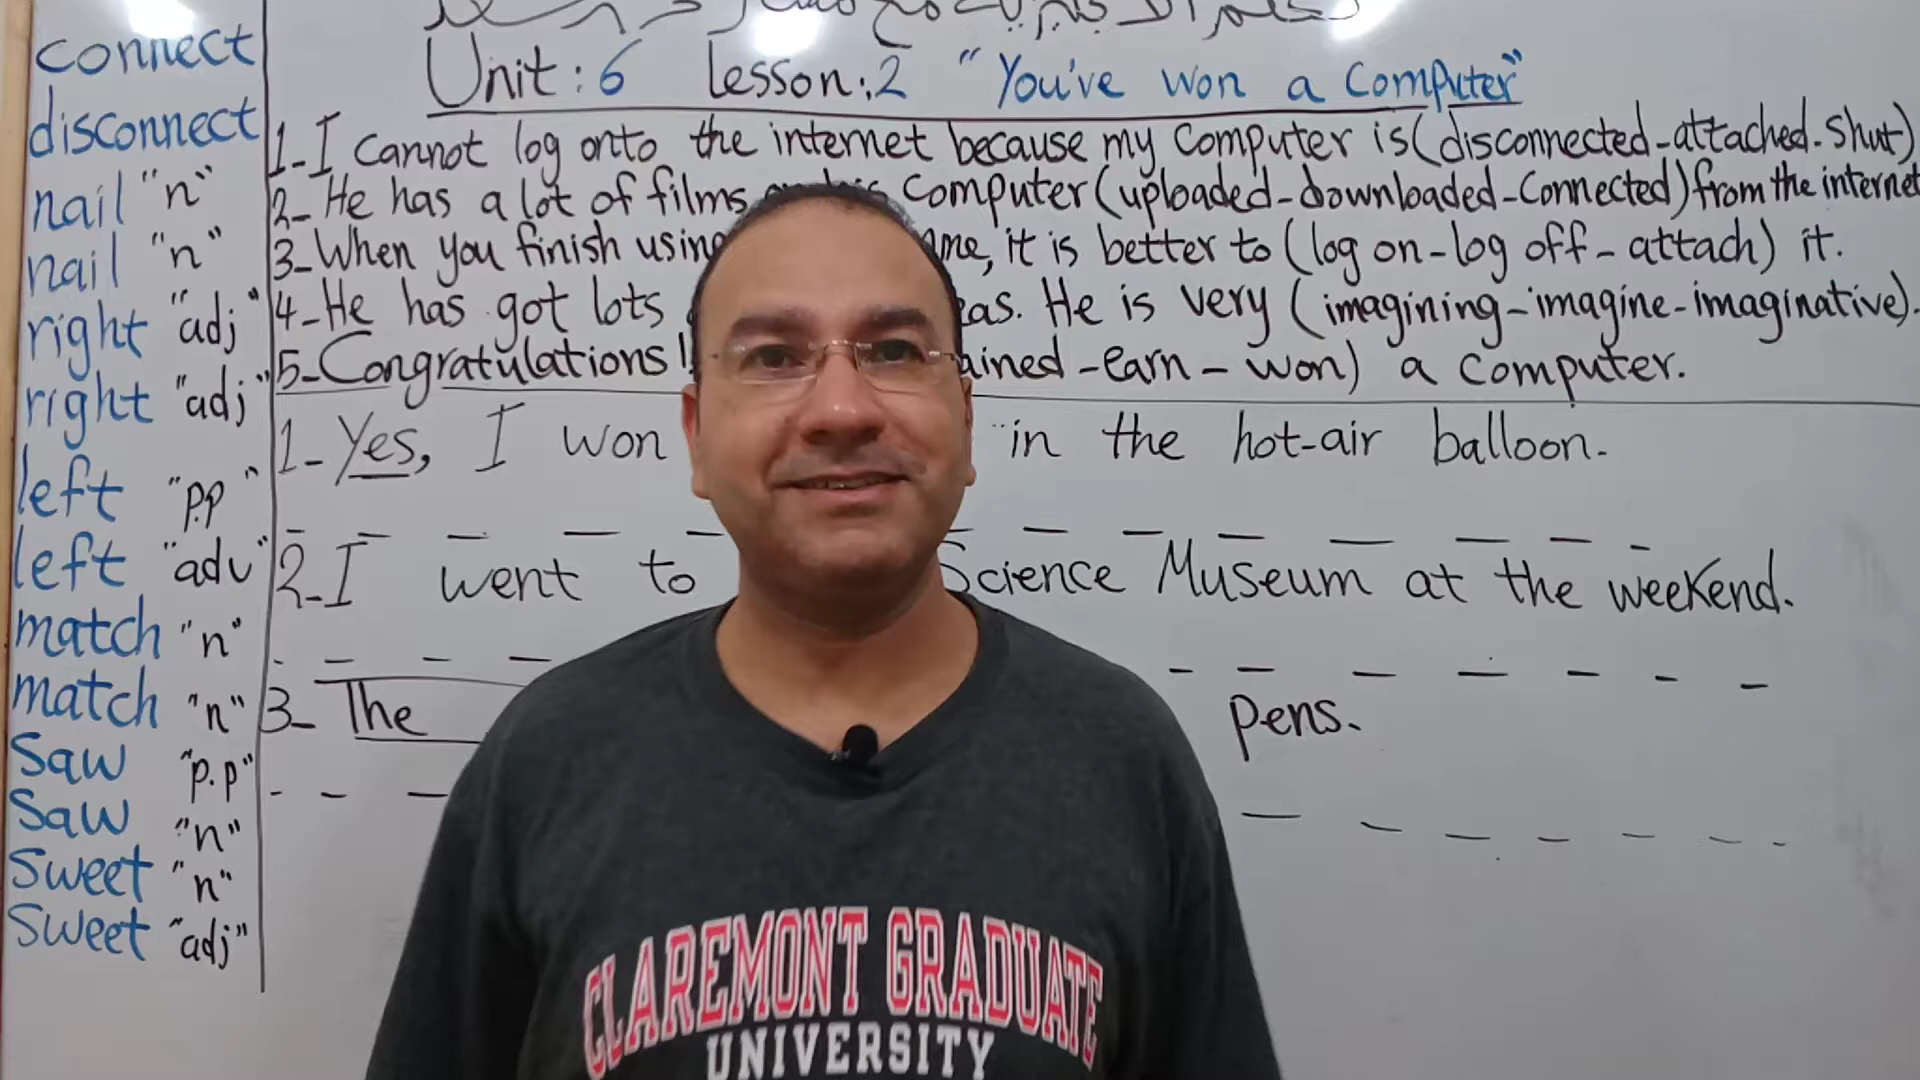 connect
disconnect
nail "n"
nail "n"
right "adj"
right "adj"
left "p.p"
left "adv"
match "n"
match "n"
saw "p.p"
saw "n"
sweet "n"
sweet "adj"
Unit: 6 Lesson: 2 "You've won a Computer"
1-I cannot log onto the internet because my computer is (disconnected-attached-shut)
2-He has a lot of films computer (uploaded-downloaded-connected) from the internet
3-When you finish using it is better to (log on-log off-attach) it.
4-He has got lots He is very (imagining-imagine-imaginative).
5-Congratulations! earn-won) a computer.
1-Yes, I won in the hot-air balloon.
2-I went to Science Museum at the weekend.
3-The pens.
CLAREMONT GRADUATE
UNIVERSITY